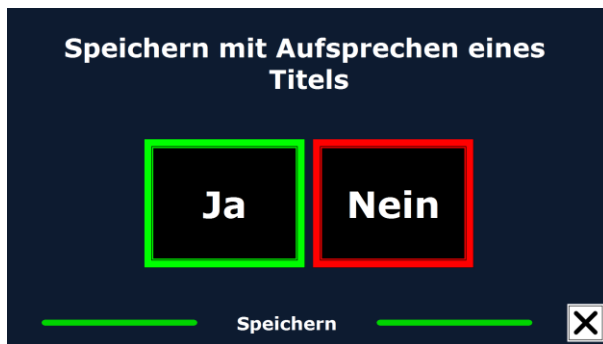 Speichern mit Aufsprechen eines
Titels
Ja
Nein
Speichern